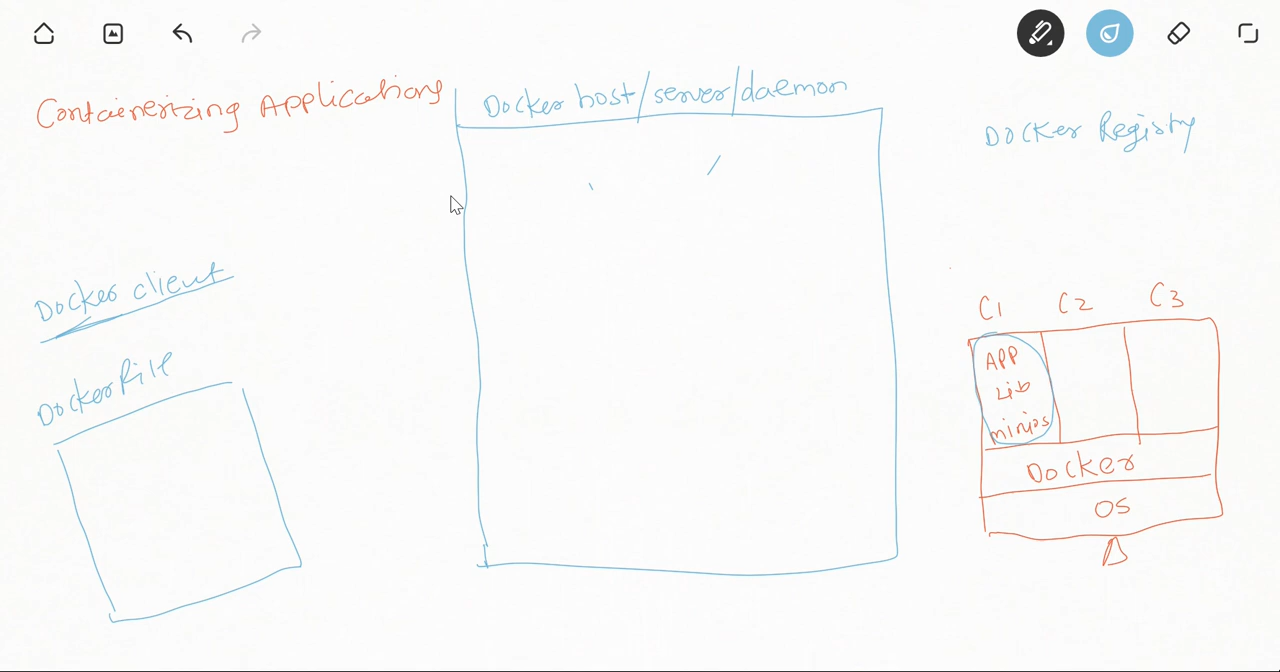 Containerizing Applications
Docker host/server/daemon
Docker Registry
Docker client
Dockerfile
C1 C2 C3
APP
Lib
minios
Docker
OS